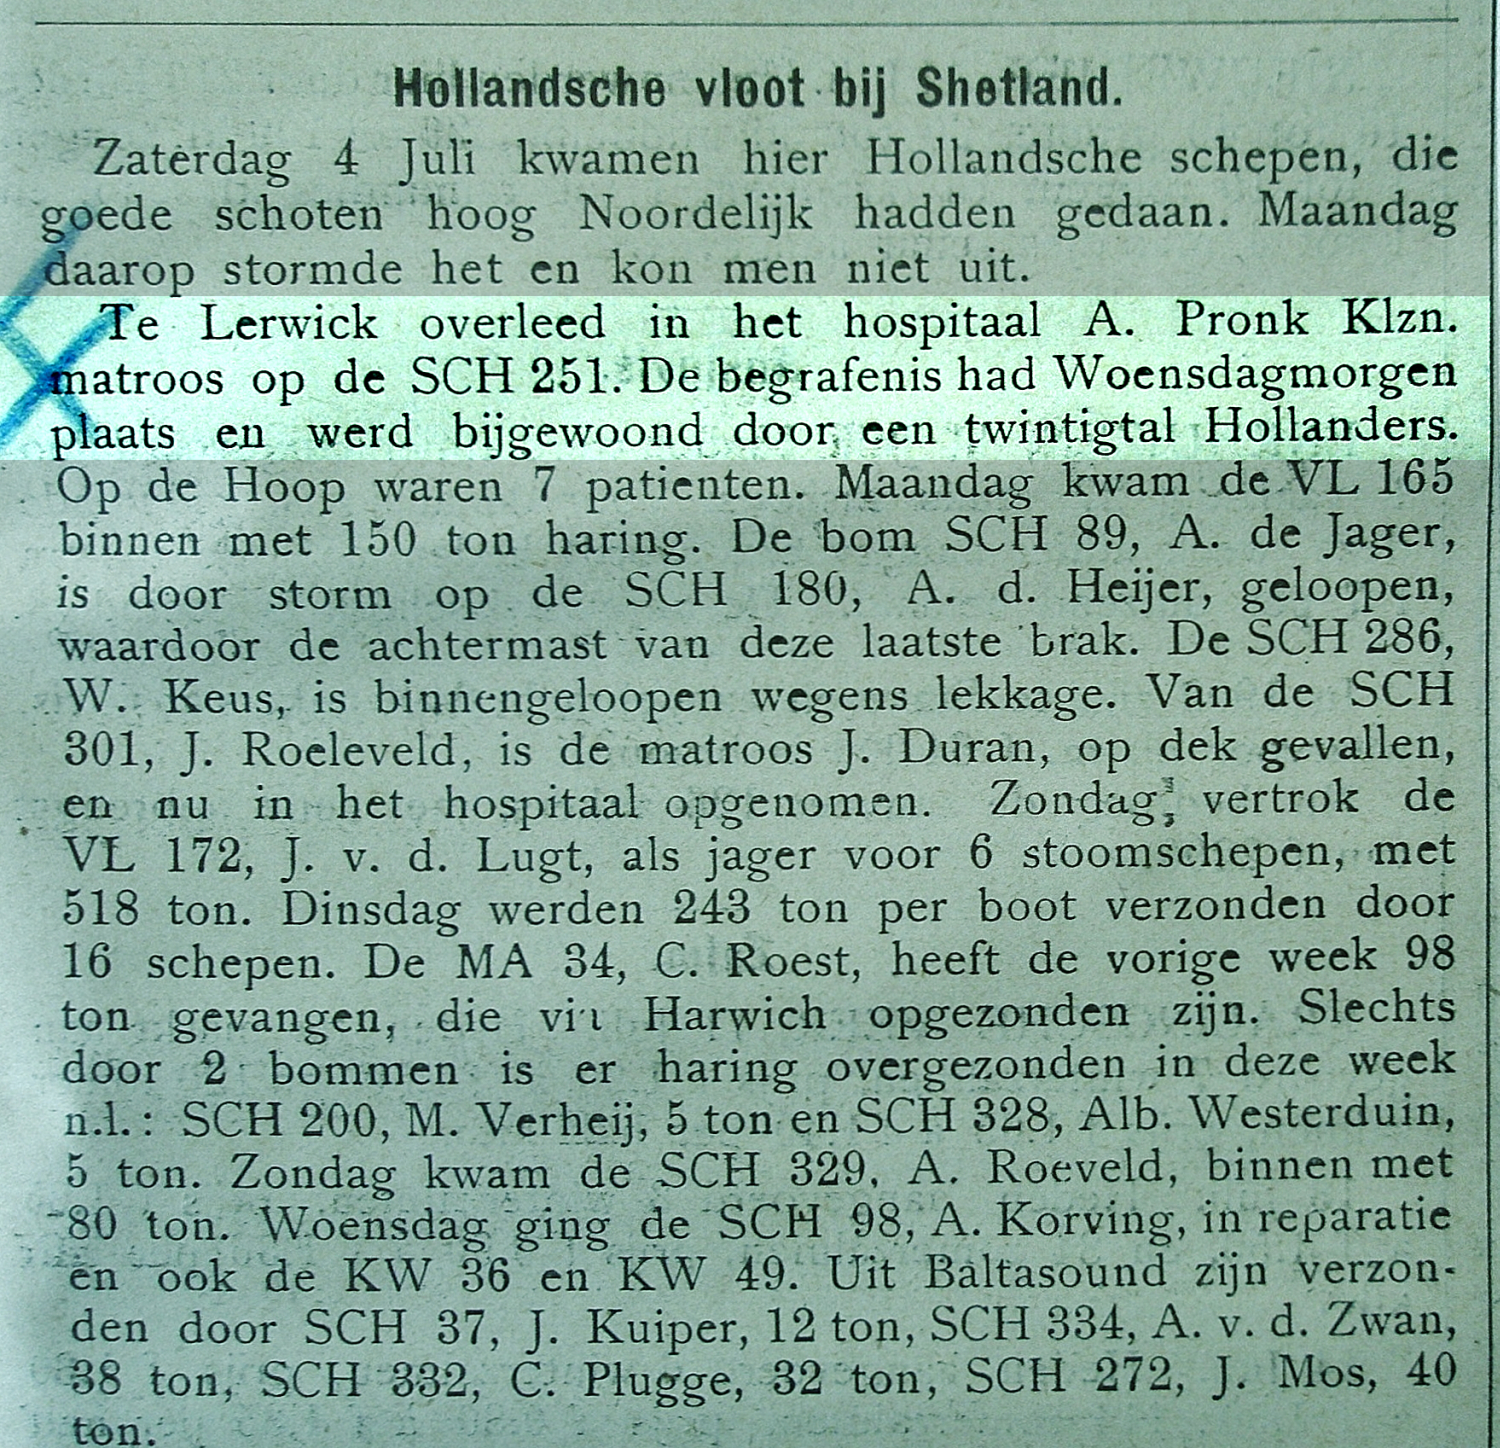 Hollandsche vloot bij Shetland.
Zaterdag 4 Juli kwamen hier Hollandsche schepen, die
goede schoten hoog Noordelijk hadden gedaan. Maandag
daarop stormde het en kon men niet uit.
Te Lerwick overleed in het hospitaal A. Pronk Klzn.
matroos op de SCH 251. De begrafenis had Woensdagmorgen
plaats en werd bijgewoond door een twintigtal Hollanders.
Op de Hoop waren 7 patienten. Maandag kwam de VL 165
binnen met 150 ton haring. De bom SCH 89, A. de Jager,
is door storm op de SCH 180, A. d. Heijer, geloopen,
waardoor de achtermast van deze laatste brak. De SCH 286,
W. Keus, is binnengeloopen wegens lekkage. Van de SCH
301, J. Roeleveld, is de matroos J. Duran, op dek gevallen,
en nu in het hospitaal opgenomen. Zondag, vertrok de
VL 172, J. v. d. Lugt, als jager voor 6 stoomschepen, met
518 ton. Dinsdag werden 243 ton per boot verzonden door
16 schepen. De MA 34, C. Roest, heeft de vorige week 98
ton gevangen, die via Harwich opgezonden zijn. Slechts
door 2 bommen is er haring overgezonden in deze week
n.l.: SCH 200, M. Verheij, 5 ton en SCH 328, Alb. Westerduin,
5 ton. Zondag kwam de SCH 329, A. Roeveld, binnen met
80 ton. Woensdag ging de SCH 98, A. Korving, in reparatie
en ook de KW 36 en KW 49. Uit Baltasound zijn verzon-
den door SCH 37, J. Kuiper, 12 ton, SCH 334, A. v. d. Zwan,
38 ton, SCH 332, C. Plugge, 32 ton, SCH 272, J. Mos, 40
ton.